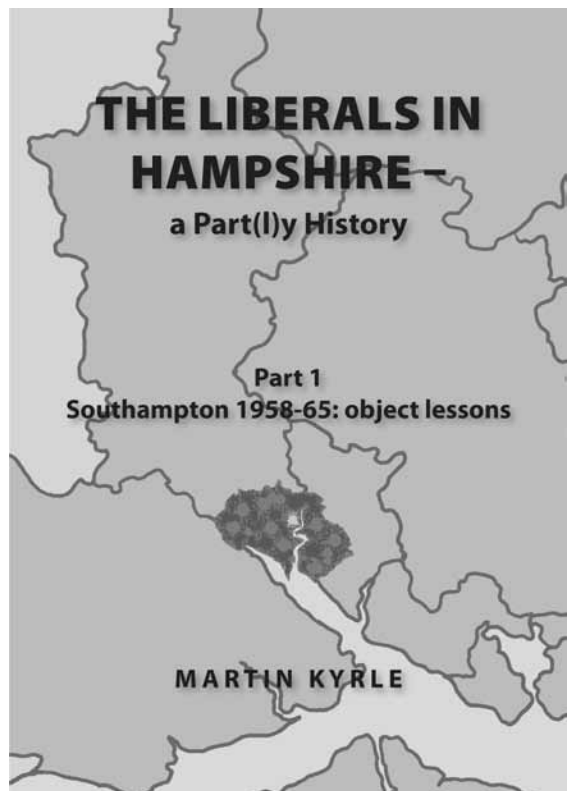 THE LIBERALS IN
HAMPSHIRE –
a Part(l)y History
Part 1
Southampton 1958-65: object lessons
MARTIN KYRLE